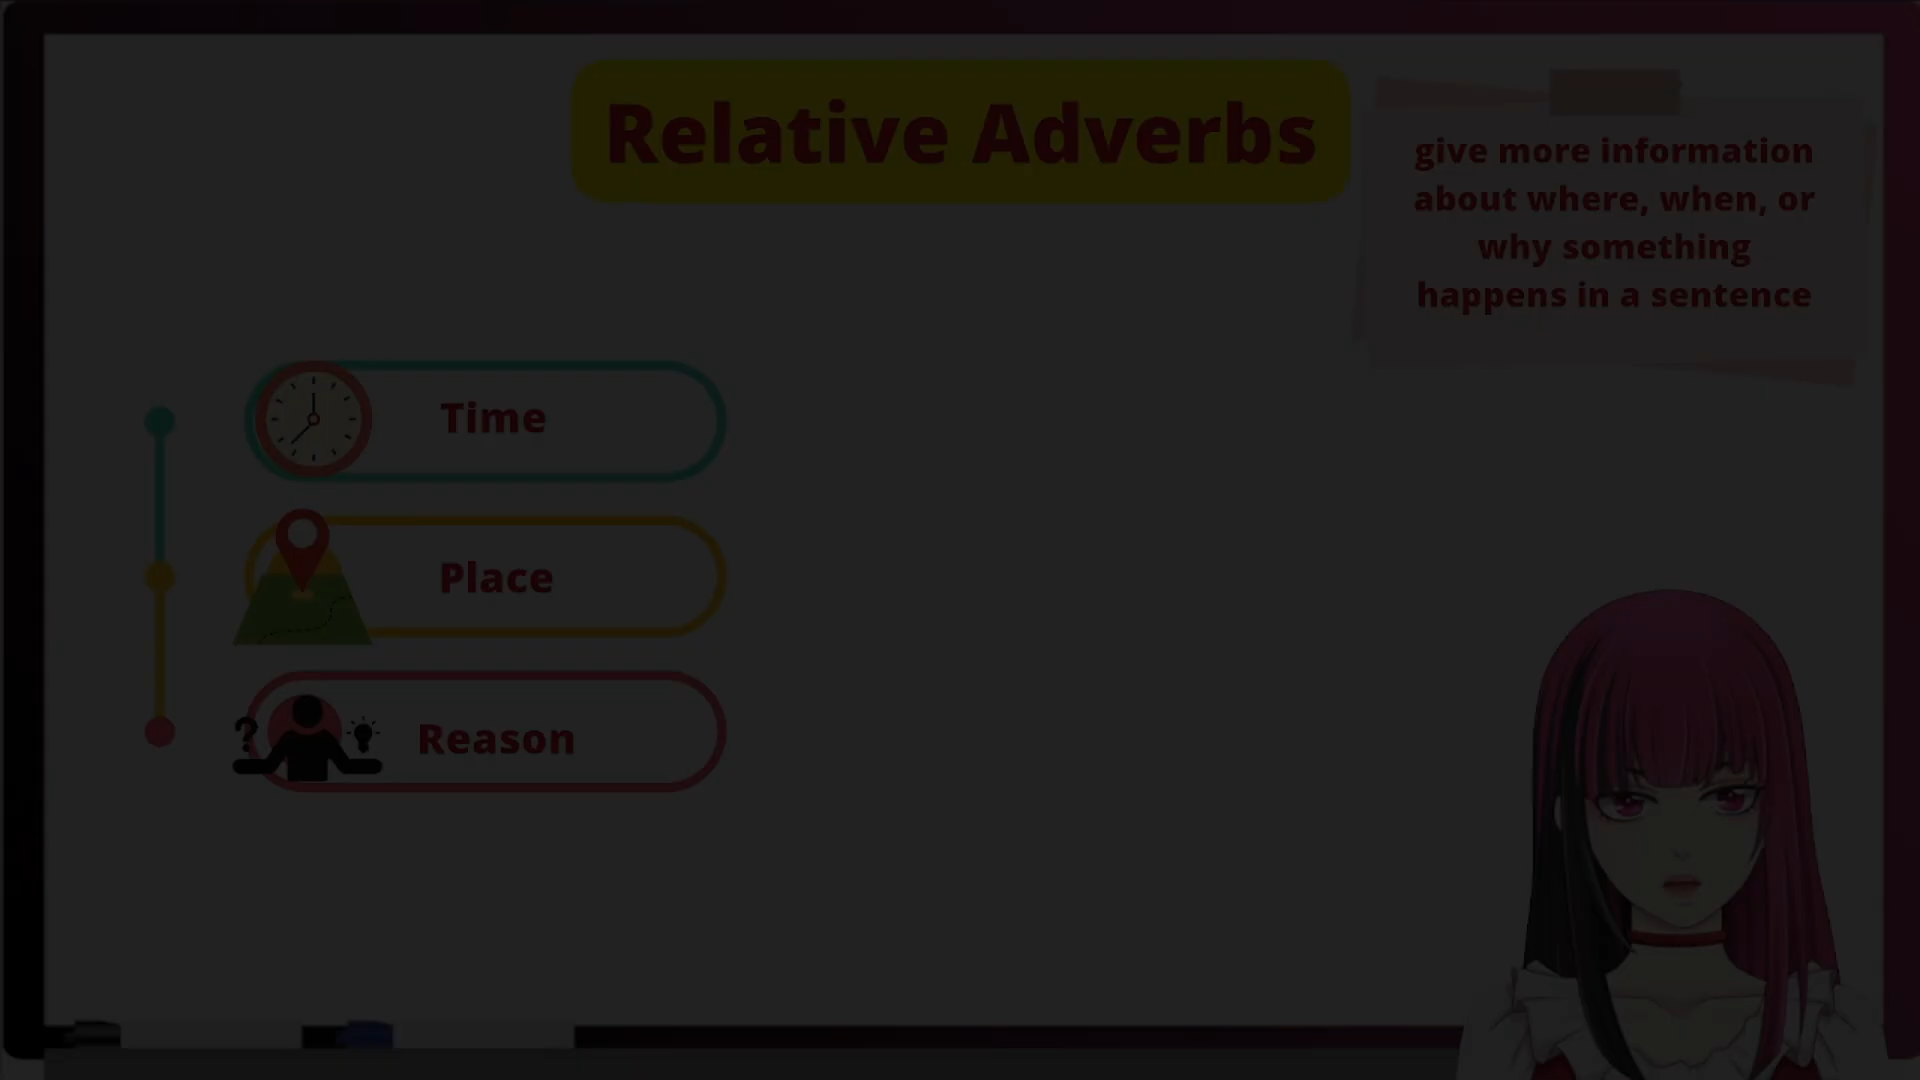 Relative Adverbs
give more information
about where, when, or
why something
happens in a sentence
Time
Place
?
Reason